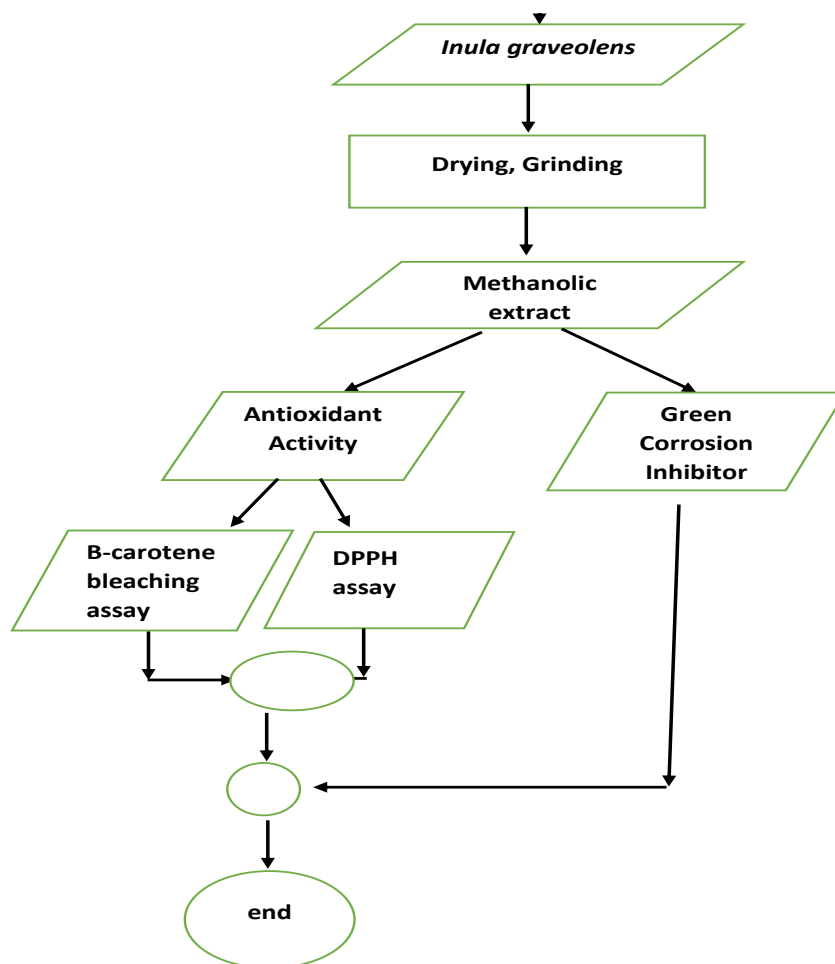 Inula graveolens
Drying, Grinding
Methanolic
extract
Antioxidant
Activity
Green
Corrosion
Inhibitor
B-carotene
bleaching
assay
DPPH
assay
end